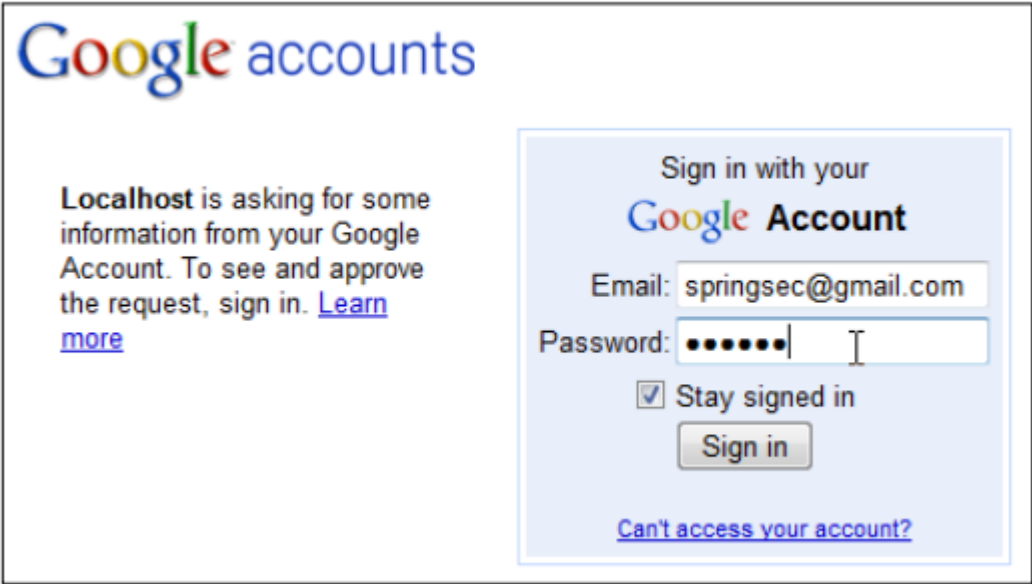 Google accounts
Localhost is asking for some
information from your Google
Account. To see and approve
the request, sign in. Learn
more
Sign in with your
Google Account
Email: springsec@gmail.com
Password: ••••••
Stay signed in
Sign in
Can't access your account?